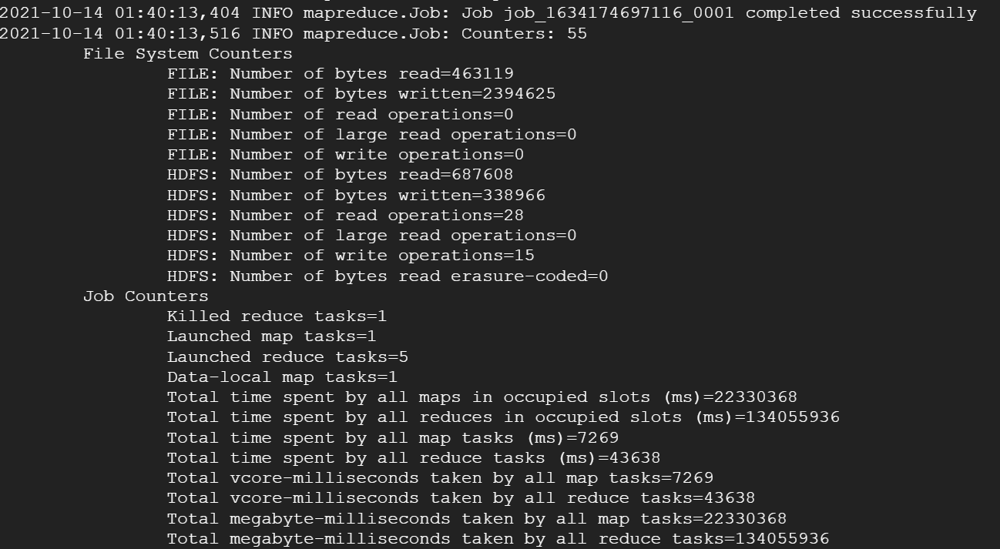 2021-10-14 01:40:13,404 INFO mapreduce.Job: Job job_1634174697116_0001 completed successfully
2021-10-14 01:40:13,516 INFO mapreduce.Job: Counters: 55
File System Counters
FILE: Number of bytes read=463119
FILE: Number of bytes written=2394625
FILE: Number of read operations=0
FILE: Number of large read operations=0
FILE: Number of write operations=0
HDFS: Number of bytes read=687608
HDFS: Number of bytes written=338966
HDFS: Number of read operations=28
HDFS: Number of large read operations=0
HDFS: Number of write operations=15
HDFS: Number of bytes read erasure-coded=0
Job Counters
Killed reduce tasks=1
Launched map tasks=1
Launched reduce tasks=5
Data-local map tasks=1
Total time spent by all maps in occupied slots (ms)=22330368
Total time spent by all reduces in occupied slots (ms)=134055936
Total time spent by all map tasks (ms)=7269
Total time spent by all reduce tasks (ms)=43638
Total vcore-milliseconds taken by all map tasks=7269
Total vcore-milliseconds taken by all reduce tasks=43638
Total megabyte-milliseconds taken by all map tasks=22330368
Total megabyte-milliseconds taken by all reduce tasks=134055936